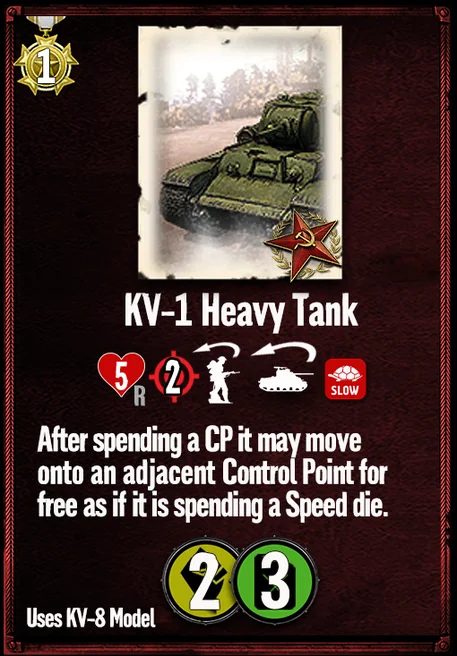 1
KV-1 Heavy Tank
5 R 2 SLOW
After spending a CP it may move
onto an adjacent Control Point for
free as if it is spending a Speed die.
2 3
Uses KV-8 Model